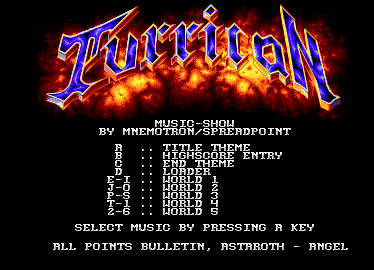 Turrican
MUSIC-SHOW
BY MNEMOTRON/SPREADPOINT
A .. TITLE THEME
B .. HIGHSCORE ENTRY
C .. END THEME
D .. LOADER
E-I .. WORLD 1
J-O .. WORLD 2
P-S .. WORLD 3
T-1 .. WORLD 4
2-6 .. WORLD 5
SELECT MUSIC BY PRESSING A KEY
ALL POINTS BULLETIN, ASTAROTH - ANGEL